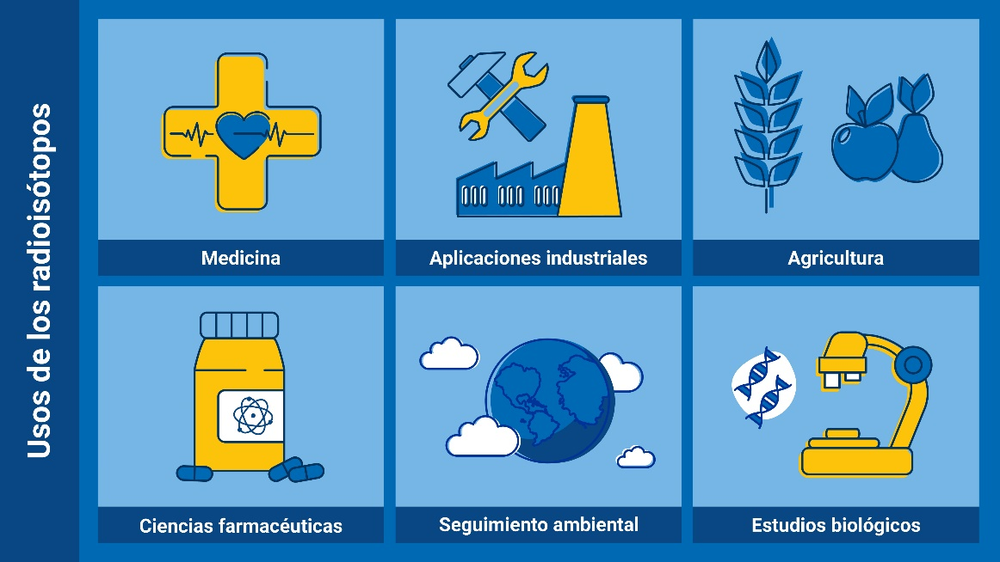 Usos de los radioisótopos
Medicina
Aplicaciones industriales
Agricultura
Ciencias farmacéuticas
Seguimiento ambiental
Estudios biológicos